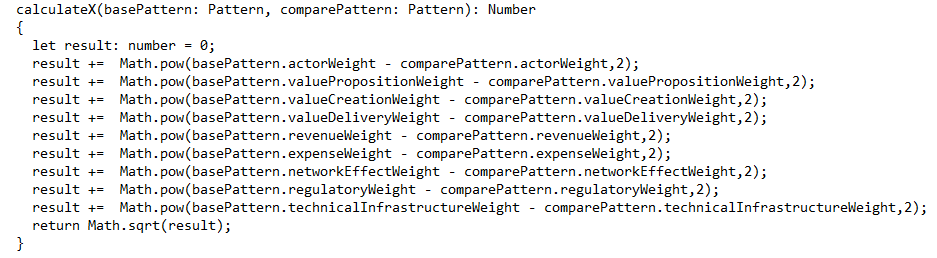 calculateX(basePattern: Pattern, comparePattern: Pattern): Number
{
  let result: number = 0;
  result +=  Math.pow(basePattern.actorWeight - comparePattern.actorWeight,2);
  result +=  Math.pow(basePattern.valuePropositionWeight - comparePattern.valuePropositionWeight,2);
  result +=  Math.pow(basePattern.valueCreationWeight - comparePattern.valueCreationWeight,2);
  result +=  Math.pow(basePattern.valueDeliveryWeight - comparePattern.valueDeliveryWeight,2);
  result +=  Math.pow(basePattern.revenueWeight - comparePattern.revenueWeight,2);
  result +=  Math.pow(basePattern.expenseWeight - comparePattern.expenseWeight,2);
  result +=  Math.pow(basePattern.networkEffectWeight - comparePattern.networkEffectWeight,2);
  result +=  Math.pow(basePattern.regulatoryWeight - comparePattern.regulatoryWeight,2);
  result +=  Math.pow(basePattern.technicalInfrastructureWeight - comparePattern.technicalInfrastructureWeight,2);
  return Math.sqrt(result);
}